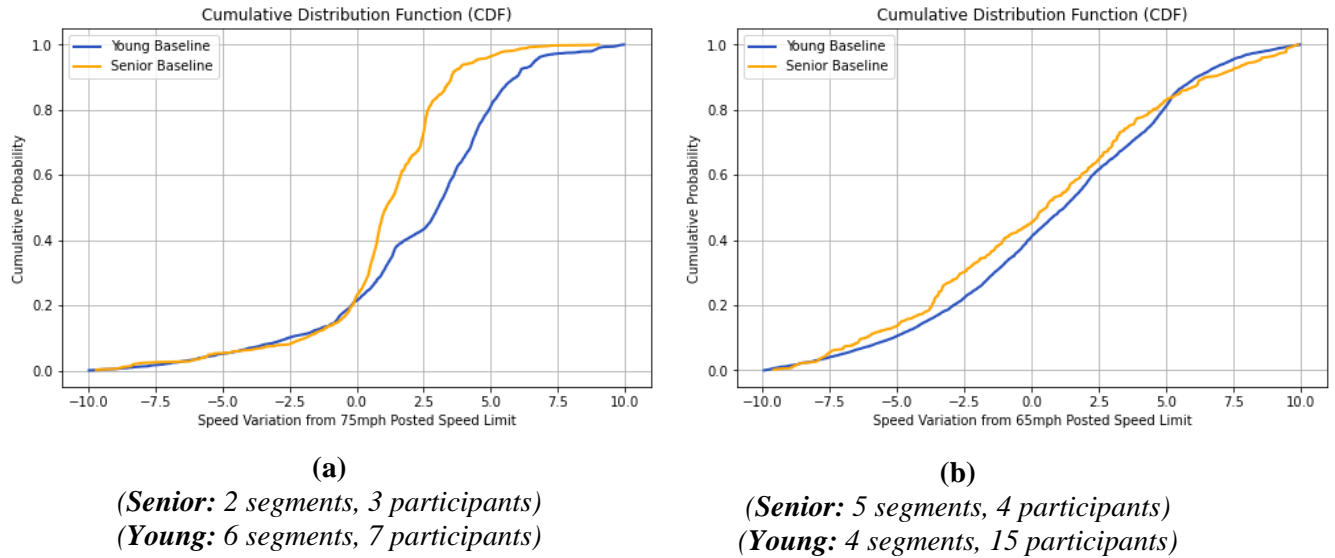 Cumulative Distribution Function (CDF)
Young Baseline
Senior Baseline
Cumulative Probability
1.0
0.8
0.6
0.4
0.2
0.0
−10.0 −7.5 −5.0 −2.5 0.0 2.5 5.0 7.5 10.0
Speed Variation from 75mph Posted Speed Limit
(a)
(Senior: 2 segments, 3 participants)
(Young: 6 segments, 7 participants)
Cumulative Distribution Function (CDF)
Young Baseline
Senior Baseline
Cumulative Probability
1.0
0.8
0.6
0.4
0.2
0.0
−10.0 −7.5 −5.0 −2.5 0.0 2.5 5.0 7.5 10.0
Speed Variation from 65mph Posted Speed Limit
(b)
(Senior: 5 segments, 4 participants)
(Young: 4 segments, 15 participants)